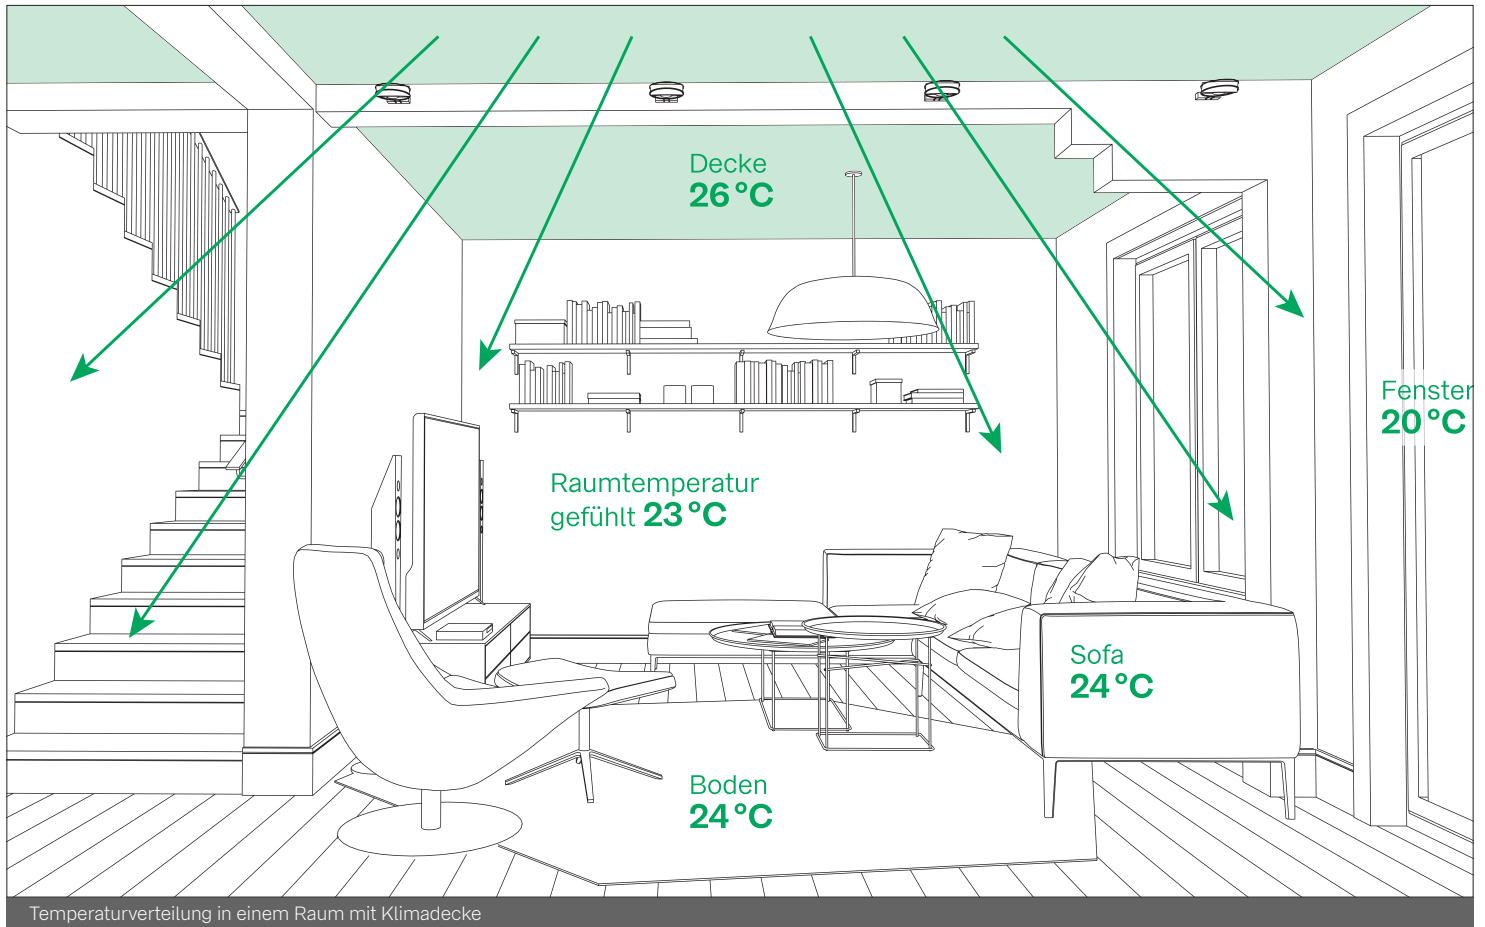 Decke
26 °C
Fenster
20 °C
Raumtemperatur
gefühlt 23 °C
Sofa
24 °C
Boden
24 °C
Temperaturverteilung in einem Raum mit Klimadecke